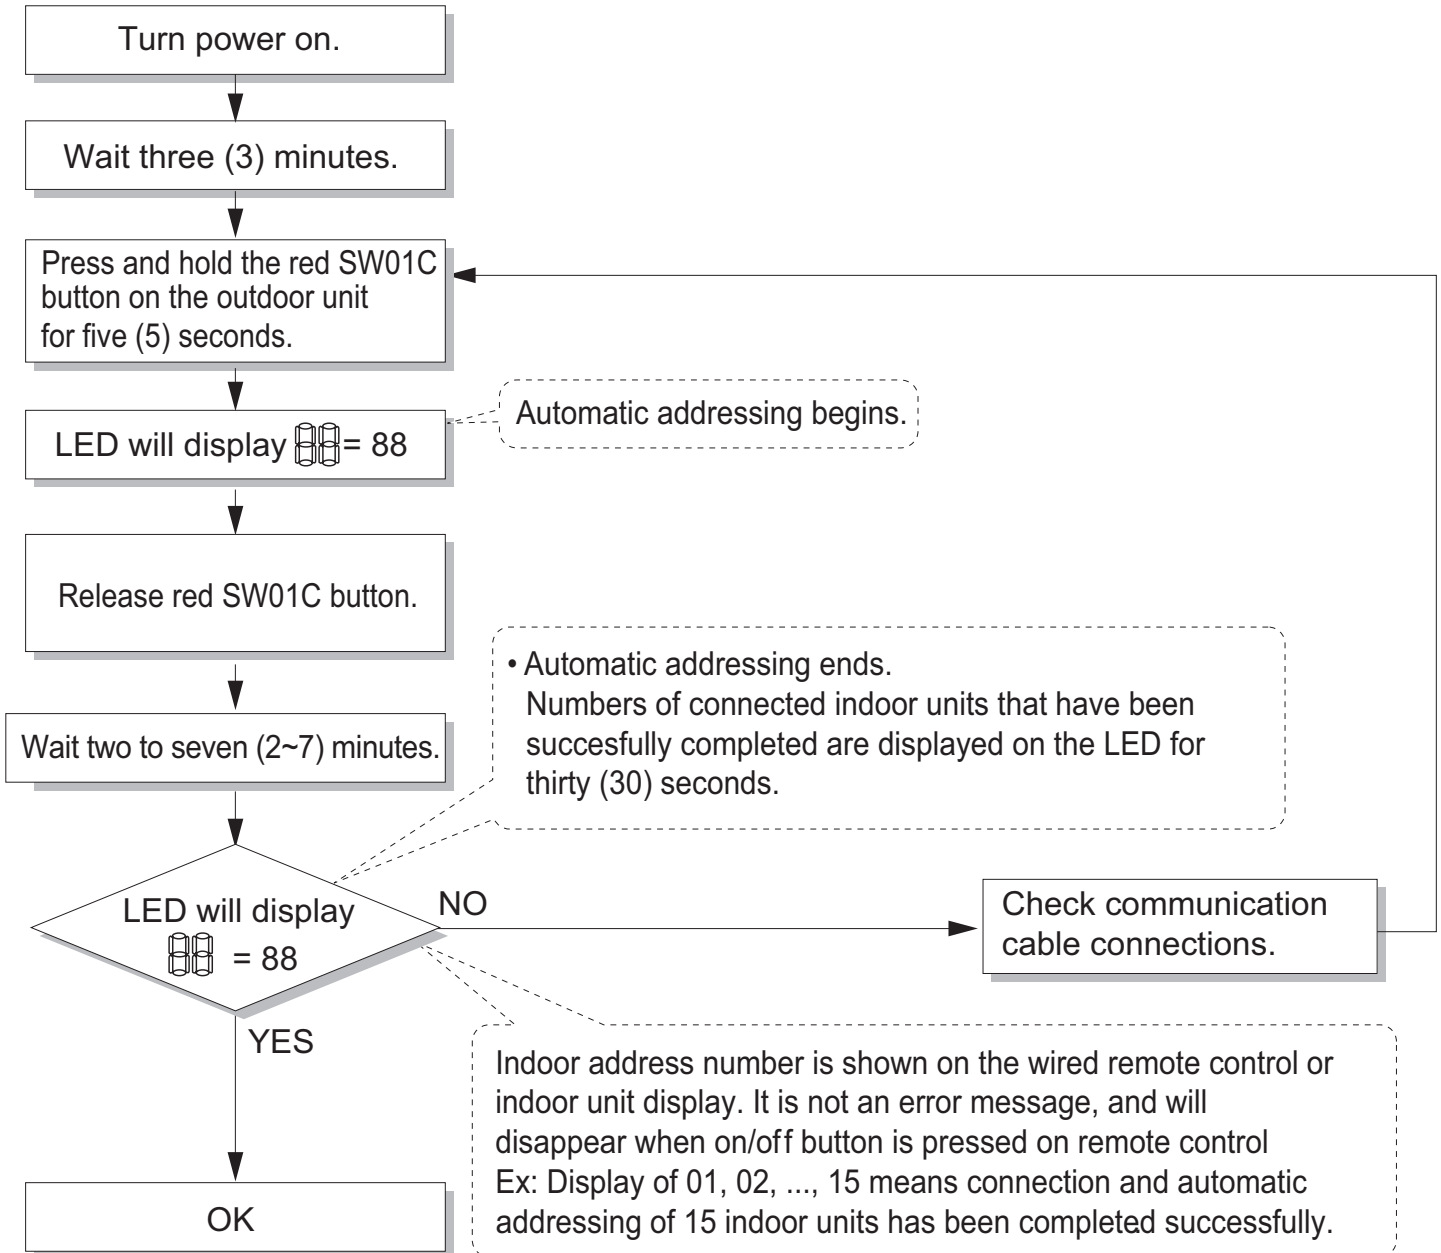 Turn power on.
Wait three (3) minutes.
Press and hold the red SW01C
button on the outdoor unit
for five (5) seconds.
LED will display 88 = 88
Automatic addressing begins.
Release red SW01C button.
• Automatic addressing ends.
Numbers of connected indoor units that have been
succesfully completed are displayed on the LED for
thirty (30) seconds.
Wait two to seven (2~7) minutes.
LED will display
88 = 88
NO
Check communication
cable connections.
YES
Indoor address number is shown on the wired remote control or
indoor unit display. It is not an error message, and will
disappear when on/off button is pressed on remote control
Ex: Display of 01, 02, ..., 15 means connection and automatic
addressing of 15 indoor units has been completed successfully.
OK